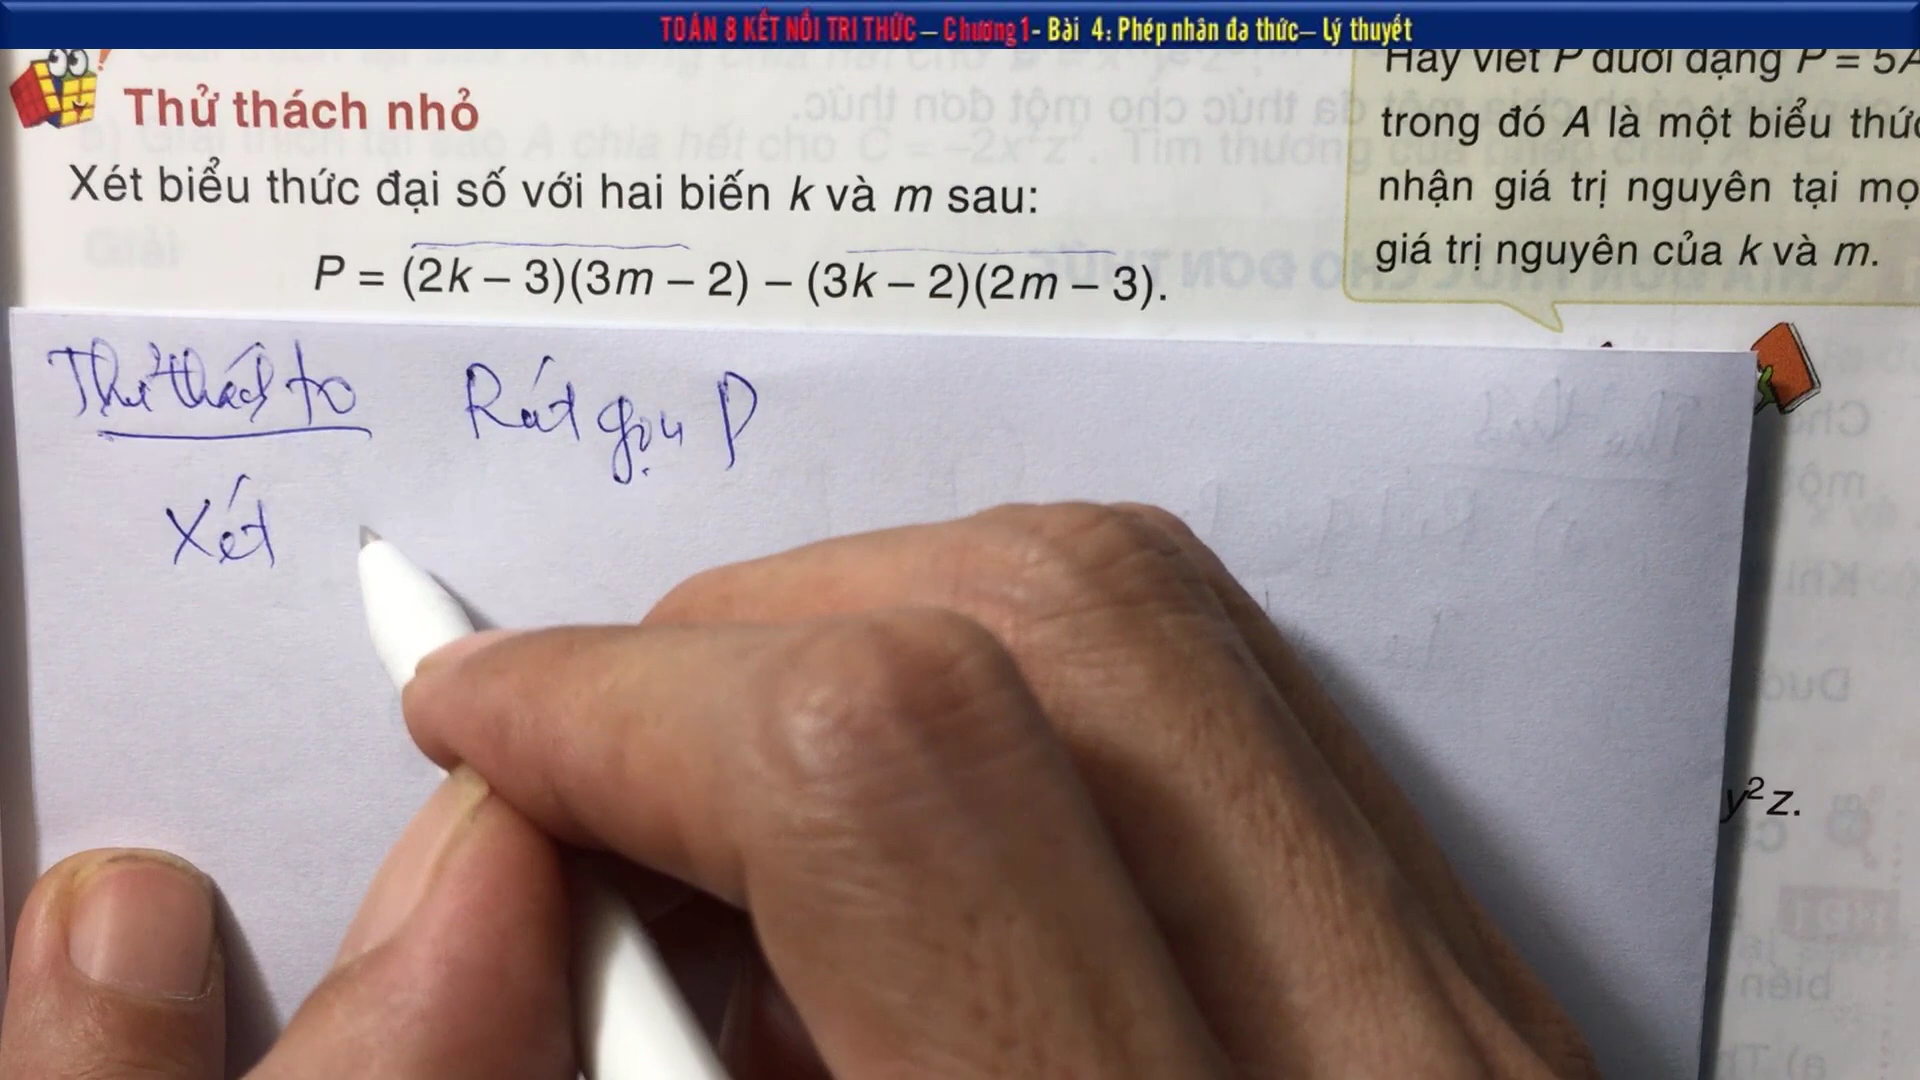 TOÁN 8 KẾT NỐI TRI THỨC – Chương 1- Bài 4: Phép nhân đa thức– Lý thuyết
Thử thách nhỏ
Xét biểu thức đại số với hai biến k và m sau:
P = (2k – 3)(3m – 2) – (3k – 2)(2m – 3).
Hãy viết P dưới dạng P = 5A
trong đó A là một biểu thức
nhận giá trị nguyên tại mọ
giá trị nguyên của k và m.
Thử thách to Rút gọn P
Xét
y²z.